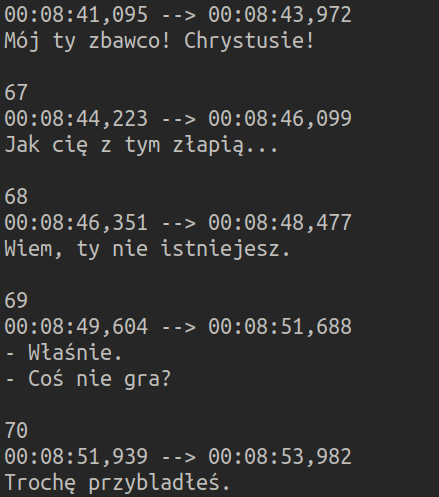 00:08:41,095 --> 00:08:43,972
Mój ty zbawco! Chrystusie!
67
00:08:44,223 --> 00:08:46,099
Jak cię z tym złapią...
68
00:08:46,351 --> 00:08:48,477
Wiem, ty nie istniejesz.
69
00:08:49,604 --> 00:08:51,688
- Właśnie.
- Coś nie gra?
70
00:08:51,939 --> 00:08:53,982
Trochę przybladłeś.